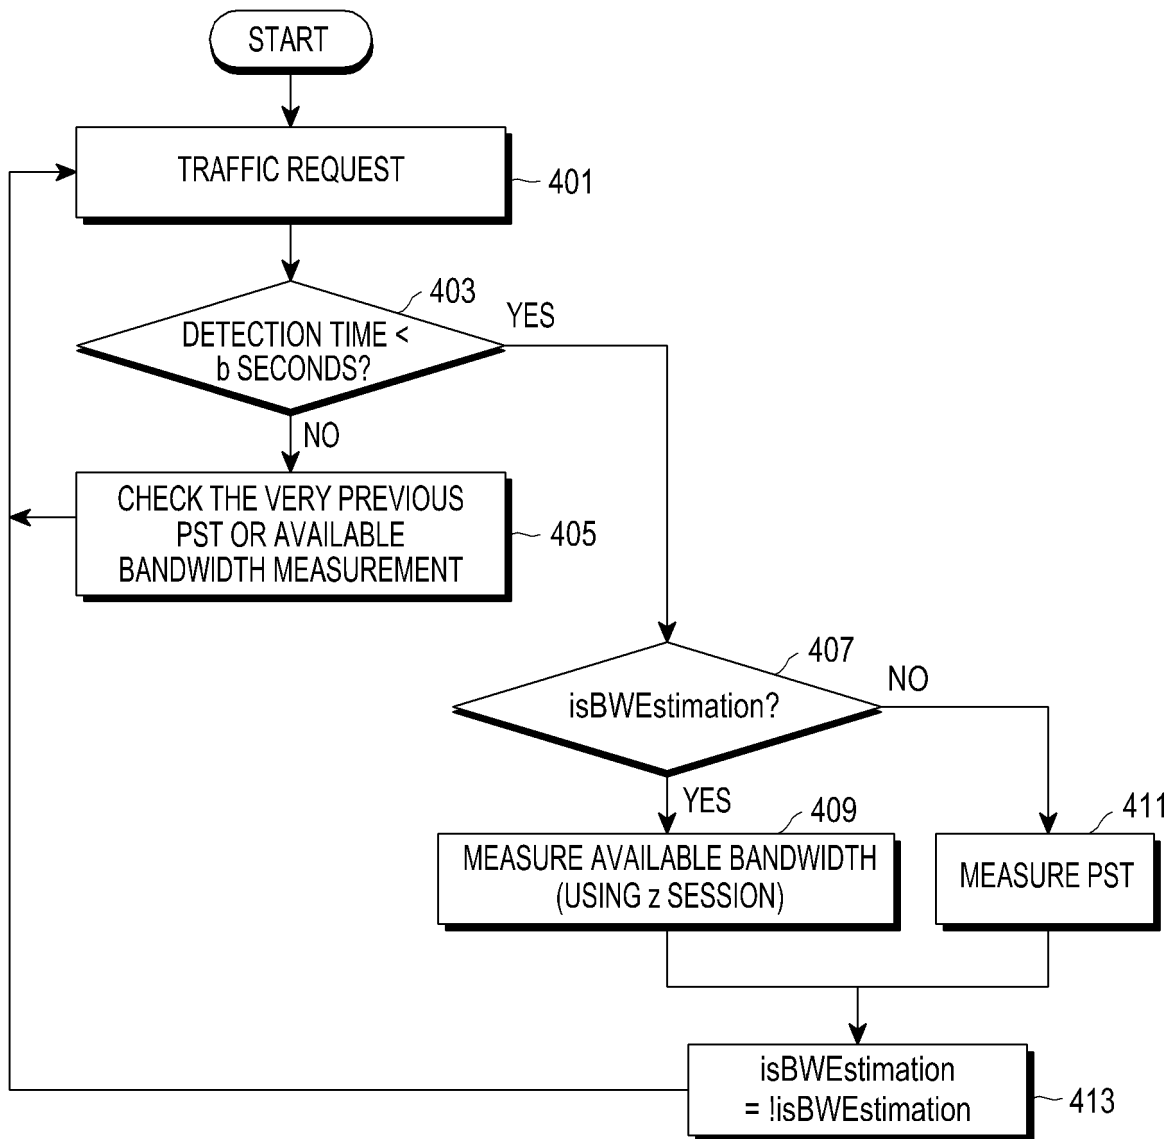 START
TRAFFIC REQUEST
401
403
YES
DETECTION TIME <
b SECONDS?
NO
CHECK THE VERY PREVIOUS
PST OR AVAILABLE
BANDWIDTH MEASUREMENT
405
407
NO
isBWEstimation?
YES
409
411
MEASURE AVAILABLE BANDWIDTH
(USING z SESSION)
MEASURE PST
isBWEstimation
= !isBWEstimation
413